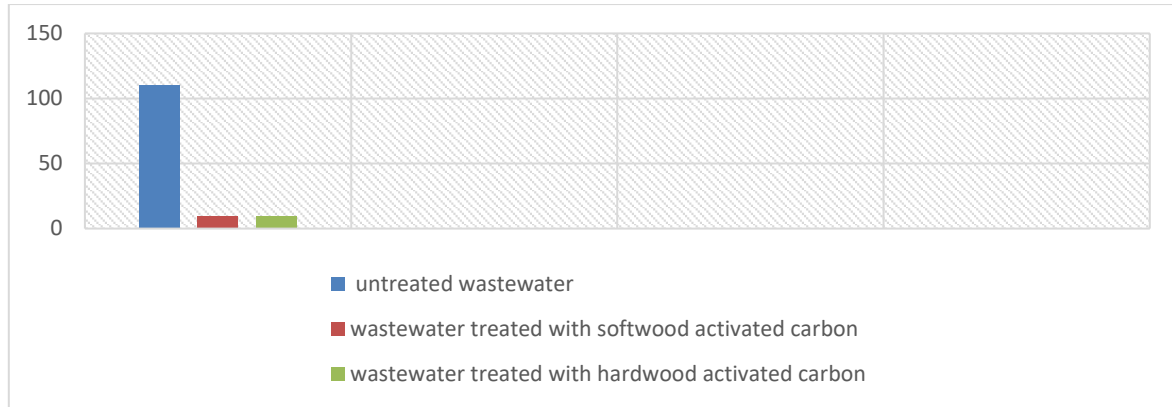 150
100
50
0
untreated wastewater
wastewater treated with softwood activated carbon
wastewater treated with hardwood activated carbon